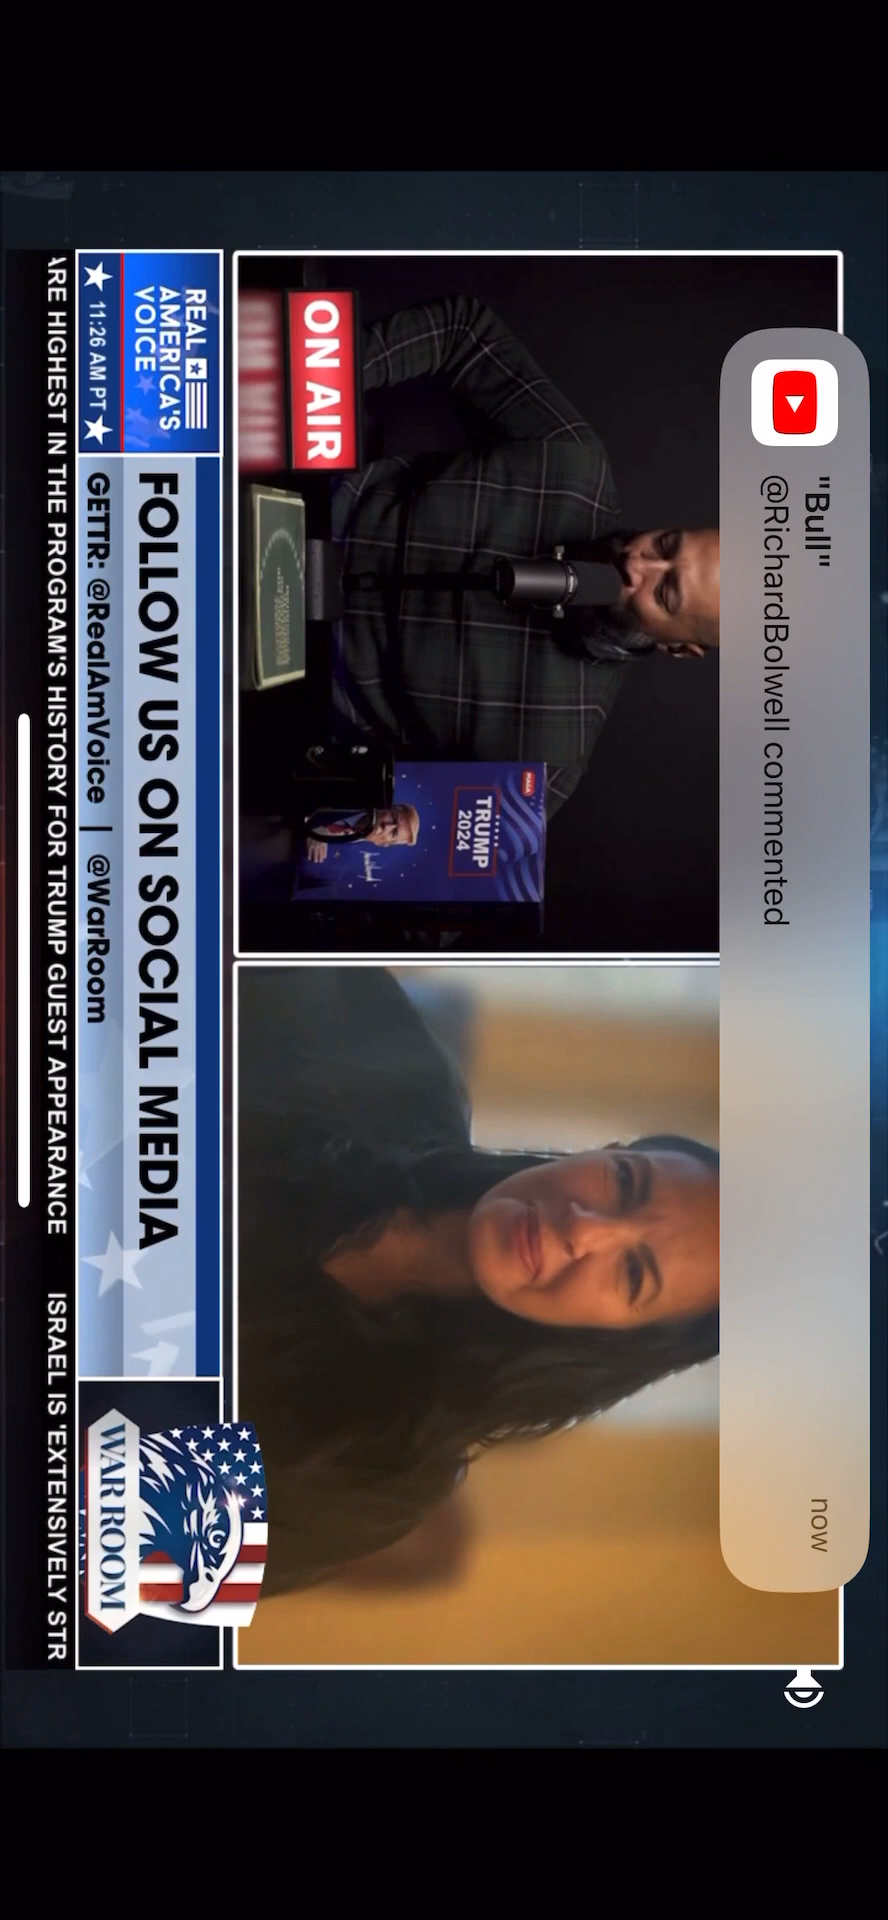 "Bull"
@RichardBolwell commented
now
ON AIR
TRUMP
2024
REAL
AMERICA'S
VOICE
11:26 AM PT
FOLLOW US ON SOCIAL MEDIA
GETTR: @RealAmVoice | @WarRoom
WAR ROOM
ARE HIGHEST IN THE PROGRAM'S HISTORY FOR TRUMP GUEST APPEARANCE ISRAEL IS 'EXTENSIVELY STR